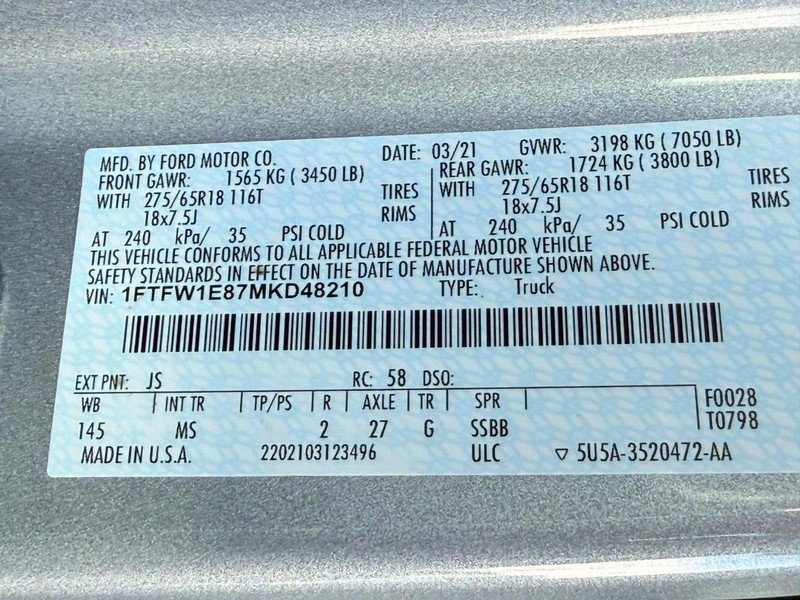 MFD. BY FORD MOTOR CO. DATE: 03/21 GVWR: 3198 KG ( 7050 LB)
FRONT GAWR: 1565 KG ( 3450 LB) REAR GAWR: 1724 KG ( 3800 LB)
WITH 275/65R18 116T TIRES WITH 275/65R18 116T TIRES
18x7.5J RIMS 18x7.5J RIMS
AT 240 kPa/ 35 PSI COLD AT 240 kPa/ 35 PSI COLD
THIS VEHICLE CONFORMS TO ALL APPLICABLE FEDERAL MOTOR VEHICLE
SAFETY STANDARDS IN EFFECT ON THE DATE OF MANUFACTURE SHOWN ABOVE.
VIN: 1FTFW1E87MKD48210 TYPE: Truck
EXT PNT: JS RC: 58 DSO:
WB INT TR TP/PS R AXLE TR SPR F0028
145 MS 2 27 G SSBB T0798
MADE IN U.S.A. 2202103123496 ULC ▽ 5U5A-3520472-AA